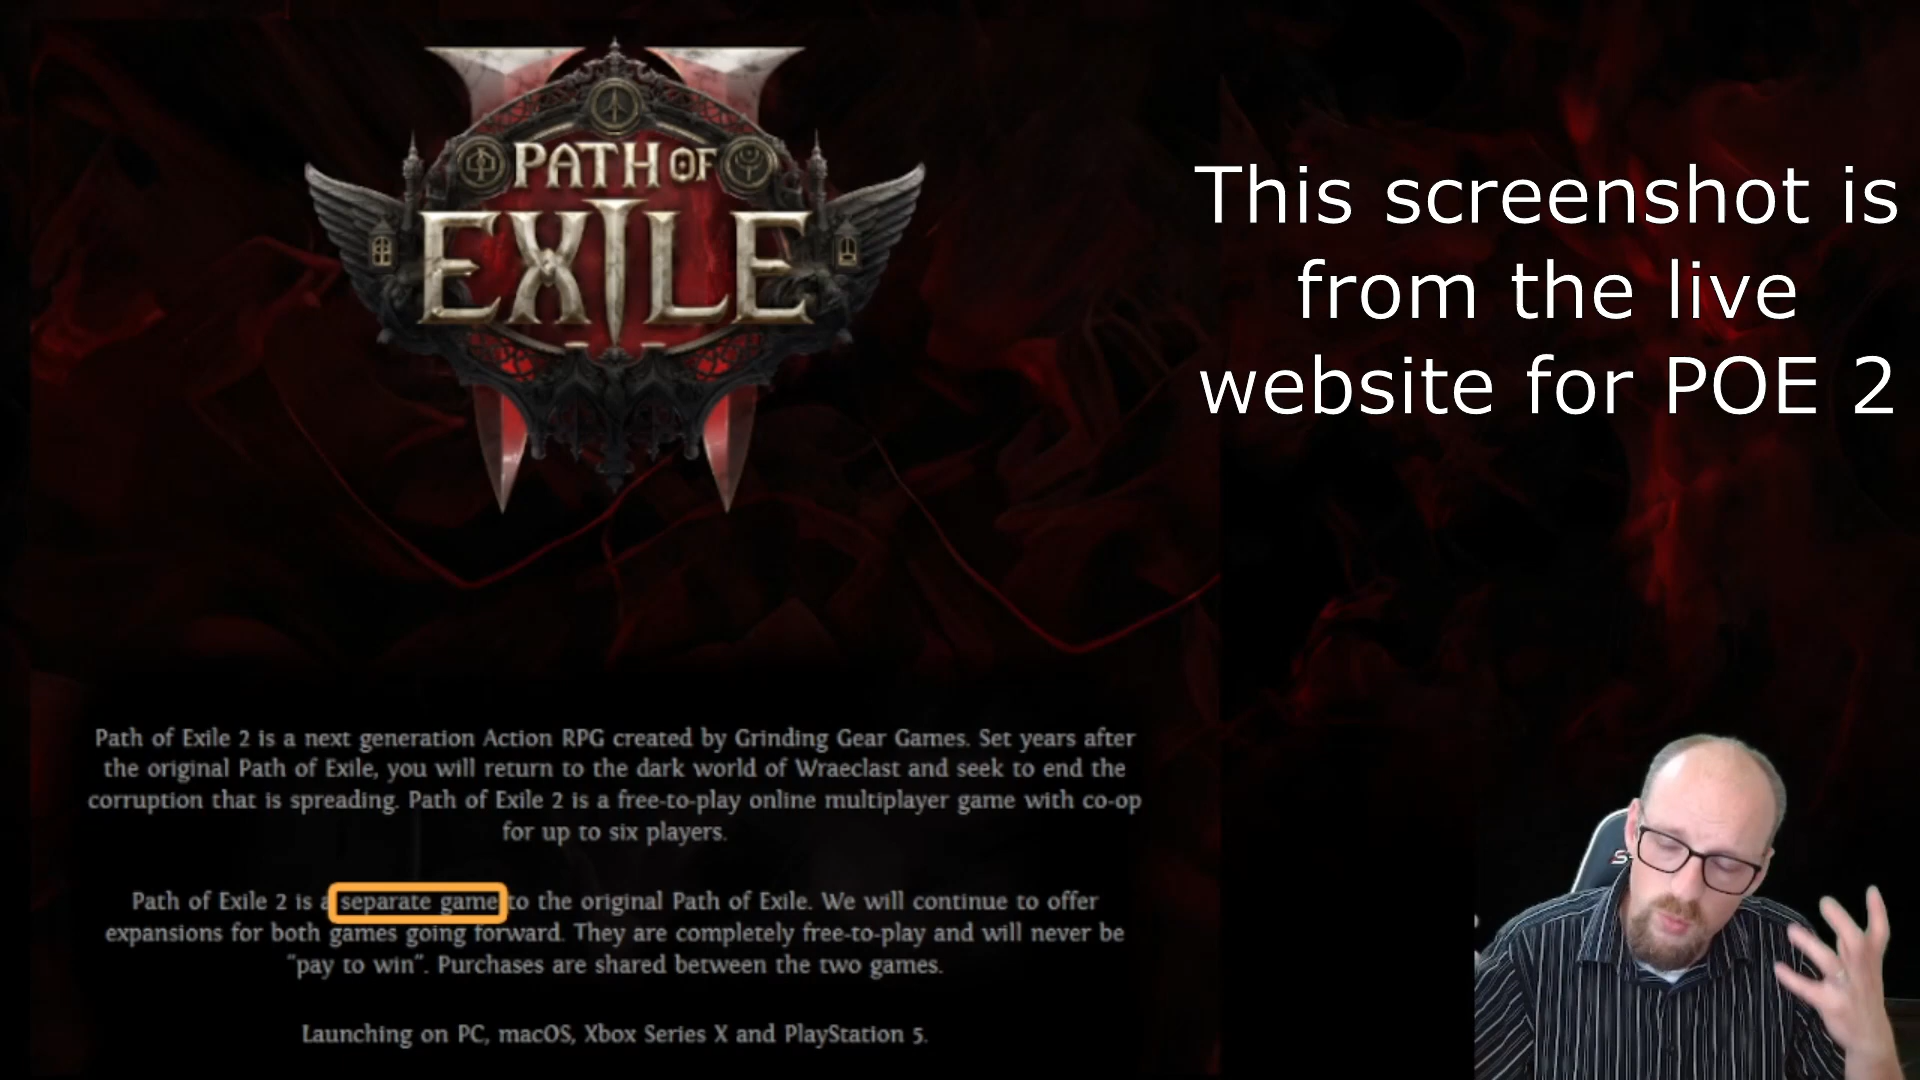 PATH OF
EXILE
This screenshot is
from the live
website for POE 2
Path of Exile 2 is a next generation Action RPG created by Grinding Gear Games. Set years after
the original Path of Exile, you will return to the dark world of Wraeclast and seek to end the
corruption that is spreading. Path of Exile 2 is a free-to-play online multiplayer game with co-op
for up to six players.
Path of Exile 2 is a separate game to the original Path of Exile. We will continue to offer
expansions for both games going forward. They are completely free-to-play and will never be
"pay to win". Purchases are shared between the two games.
Launching on PC, macOS, Xbox Series X and PlayStation 5.